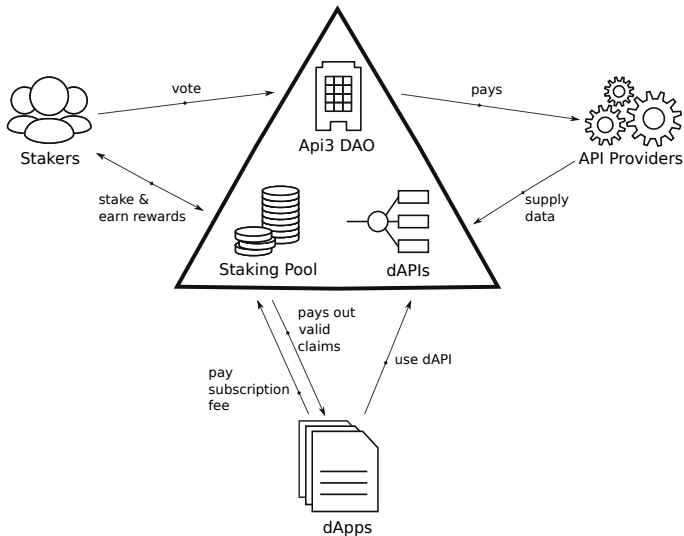 vote
pays
Api3 DAO
Stakers
API Providers
stake &
earn rewards
supply
data
Staking Pool
dAPIs
pays out
valid
claims
use dAPI
pay
subscription
fee
dApps